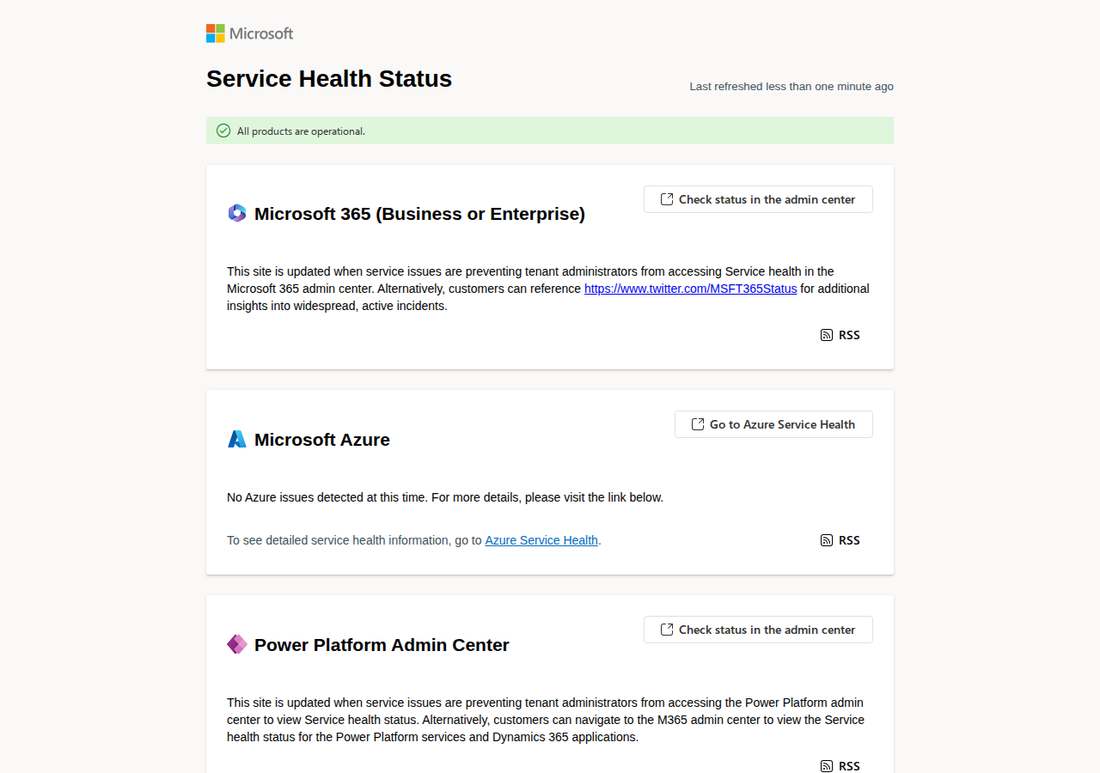 Microsoft
Service Health Status
Last refreshed less than one minute ago
All products are operational.
Check status in the admin center
Microsoft 365 (Business or Enterprise)
This site is updated when service issues are preventing tenant administrators from accessing Service health in the
Microsoft 365 admin center. Alternatively, customers can reference https://www.twitter.com/MSFT365Status for additional
insights into widespread, active incidents.
RSS
Go to Azure Service Health
Microsoft Azure
No Azure issues detected at this time. For more details, please visit the link below.
To see detailed service health information, go to Azure Service Health.
RSS
Check status in the admin center
Power Platform Admin Center
This site is updated when service issues are preventing tenant administrators from accessing the Power Platform admin
center to view Service health status. Alternatively, customers can navigate to the M365 admin center to view the Service
health status for the Power Platform services and Dynamics 365 applications.
RSS